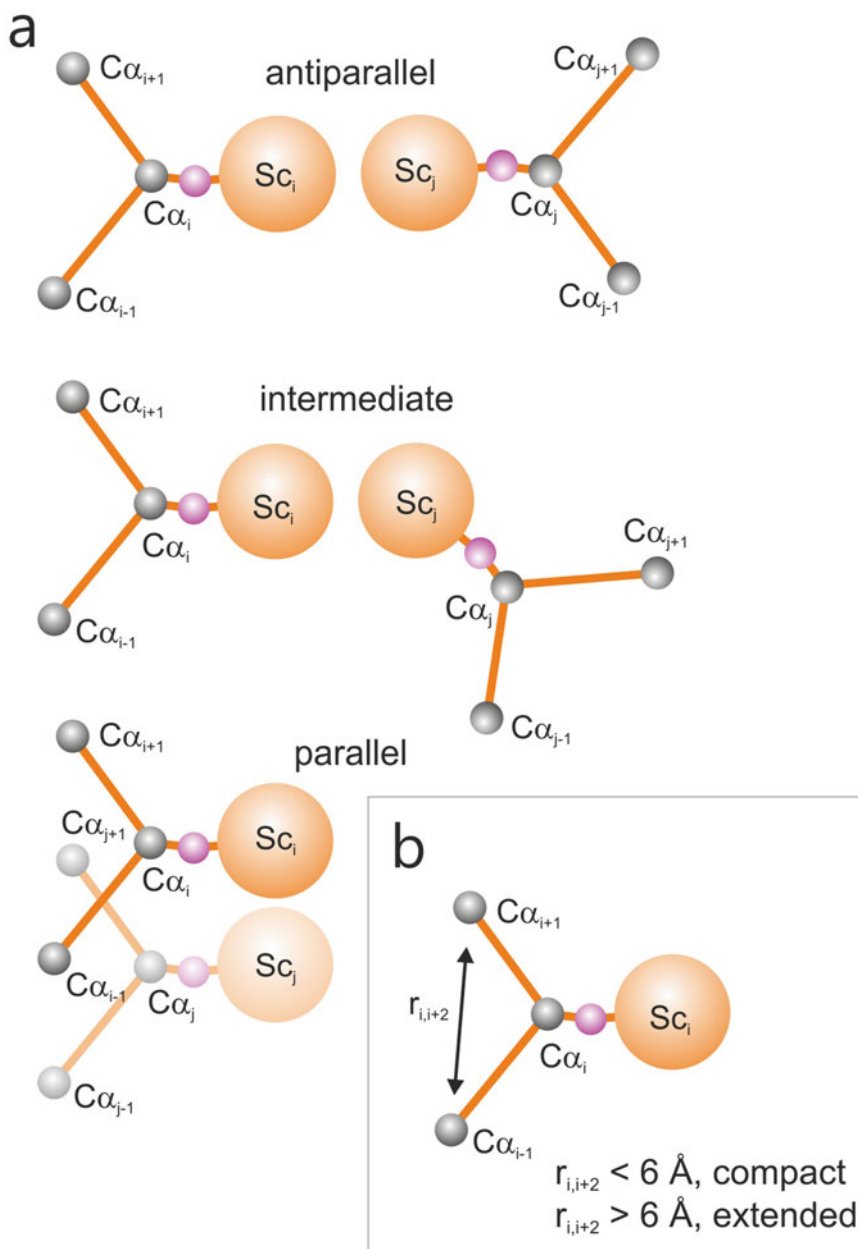 a
Cαi+1
antiparallel
Cαj+1
Sci
Scj
Cαi
Cαj
Cαi-1
Cαj-1
Cαi+1
intermediate
Sci
Scj
Cαj+1
Cαi
Cαj
Cαi-1
Cαj-1
Cαi+1
parallel
Cαj+1
Sci
Cαi
Cαi-1
Cαj
Scj
Cαj-1
b
Cαi+1
ri,i+2
Sci
Cαi
Cαi-1
ri,i+2 < 6 Å, compact
ri,i+2 > 6 Å, extended